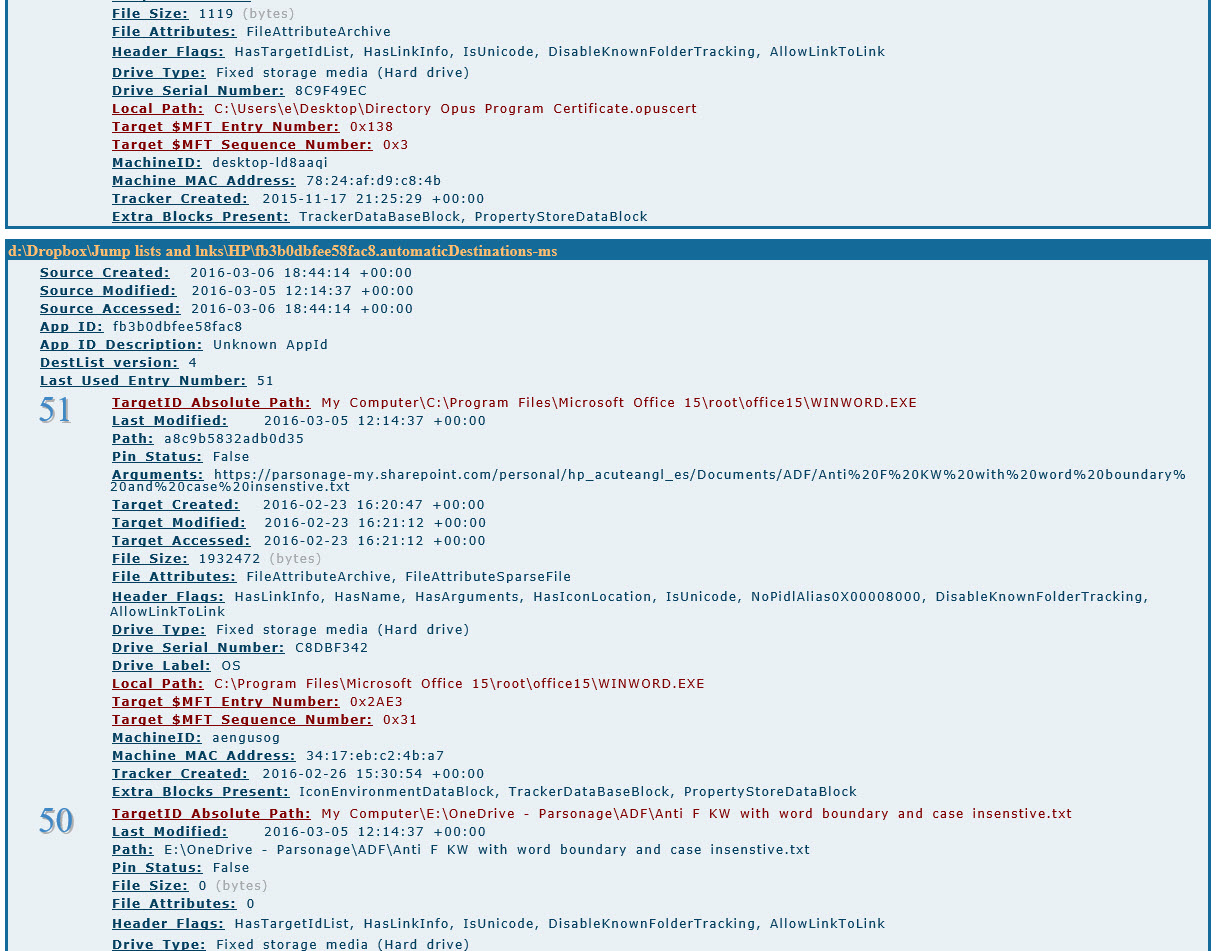 File Size: 1119 (bytes)
File Attributes: FileAttributeArchive
Header Flags: HasTargetIdList, HasLinkInfo, IsUnicode, DisableKnownFolderTracking, AllowLinkToLink
Drive Type: Fixed storage media (Hard drive)
Drive Serial Number: 8C9F49EC
Local Path: C:\Users\e\Desktop\Directory Opus Program Certificate.opuscert
Target $MFT Entry Number: 0x138
Target $MFT Sequence Number: 0x3
MachineID: desktop-ld8aaqi
Machine MAC Address: 78:24:af:d9:c8:4b
Tracker Created: 2015-11-17 21:25:29 +00:00
Extra Blocks Present: TrackerDataBaseBlock, PropertyStoreDataBlock
d:\Dropbox\Jump lists and lnks\HP\fb3b0dbfee58fac8.automaticDestinations-ms
Source Created: 2016-03-06 18:44:14 +00:00
Source Modified: 2016-03-05 12:14:37 +00:00
Source Accessed: 2016-03-06 18:44:14 +00:00
App ID: fb3b0dbfee58fac8
App ID Description: Unknown AppId
DestList version: 4
Last Used Entry Number: 51
51 TargetID Absolute Path: My Computer\C:\Program Files\Microsoft Office 15\root\office15\WINWORD.EXE
Last Modified: 2016-03-05 12:14:37 +00:00
Path: a8c9b5832adb0d35
Pin Status: False
Arguments: https://parsonage-my.sharepoint.com/personal/hp_acuteangl_es/Documents/ADF/Anti%20F%20KW%20with%20word%20boundary%
20and%20case%20insenstive.txt
Target Created: 2016-02-23 16:20:47 +00:00
Target Modified: 2016-02-23 16:21:12 +00:00
Target Accessed: 2016-02-23 16:21:12 +00:00
File Size: 1932472 (bytes)
File Attributes: FileAttributeArchive, FileAttributeSparseFile
Header Flags: HasLinkInfo, HasName, HasArguments, HasIconLocation, IsUnicode, NoPidlAlias0X00008000, DisableKnownFolderTracking,
AllowLinkToLink
Drive Type: Fixed storage media (Hard drive)
Drive Serial Number: C8DBF342
Drive Label: OS
Local Path: C:\Program Files\Microsoft Office 15\root\office15\WINWORD.EXE
Target $MFT Entry Number: 0x2AE3
Target $MFT Sequence Number: 0x31
MachineID: aengusog
Machine MAC Address: 34:17:eb:c2:4b:a7
Tracker Created: 2016-02-26 15:30:54 +00:00
Extra Blocks Present: IconEnvironmentDataBlock, TrackerDataBaseBlock, PropertyStoreDataBlock
50 TargetID Absolute Path: My Computer\E:\OneDrive - Parsonage\ADF\Anti F KW with word boundary and case insenstive.txt
Last Modified: 2016-03-05 12:14:37 +00:00
Path: E:\OneDrive - Parsonage\ADF\Anti F KW with word boundary and case insenstive.txt
Pin Status: False
File Size: 0 (bytes)
File Attributes: 0
Header Flags: HasTargetIdList, HasLinkInfo, IsUnicode, DisableKnownFolderTracking, AllowLinkToLink
Drive Type: Fixed storage media (Hard drive)